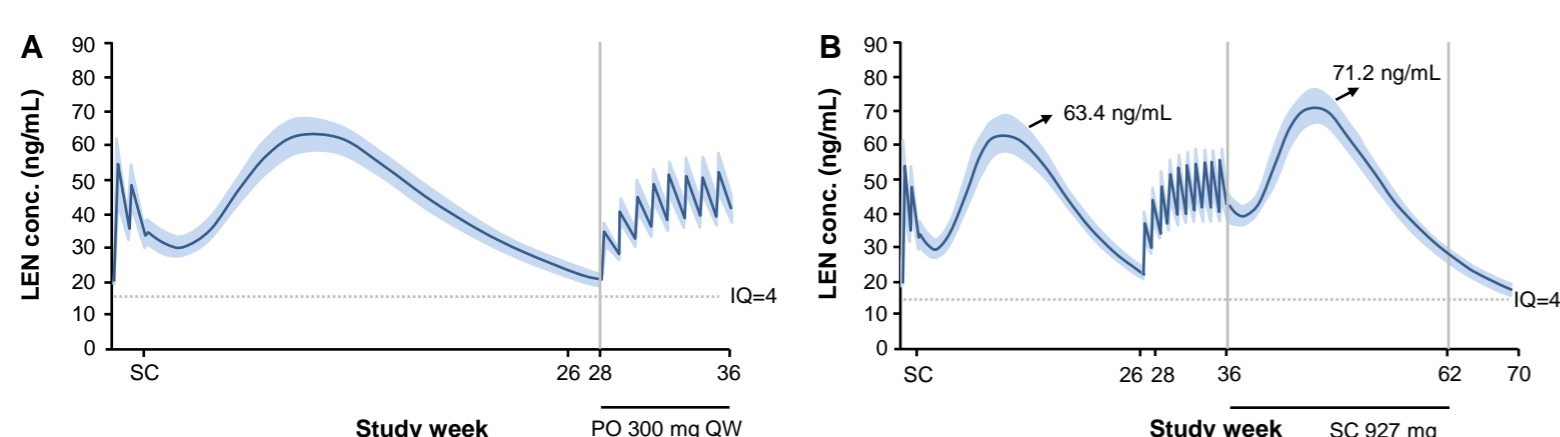 A
LEN conc. (ng/mL)
90
80
70
60
50
40
30
20
10
0
IQ=4
SC
26
28
36
Study week
PO 300 mg QW
B
LEN conc. (ng/mL)
90
80
70
60
50
40
30
20
10
0
63.4 ng/mL
71.2 ng/mL
IQ=4
SC
26
28
36
62
70
Study week
SC 927 mg